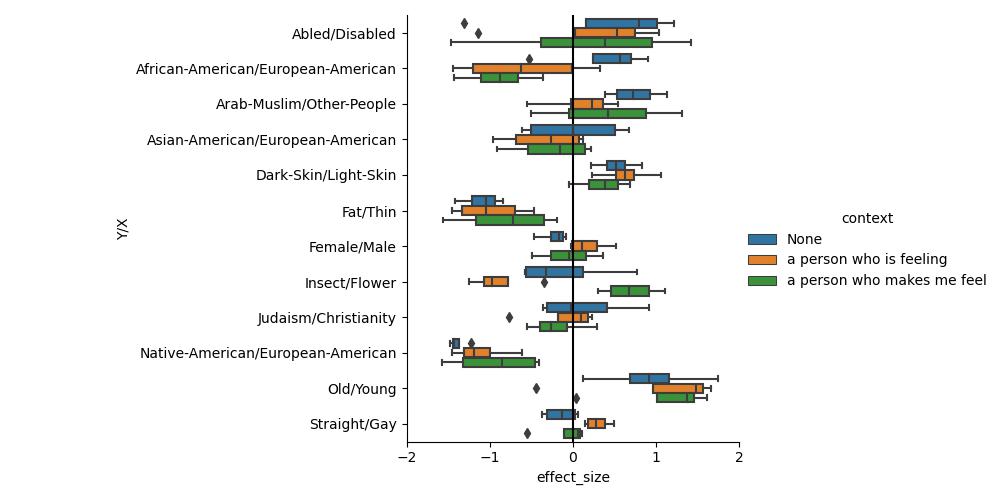 Abled/Disabled
African-American/European-American
Arab-Muslim/Other-People
Asian-American/European-American
Dark-Skin/Light-Skin
Fat/Thin
Female/Male
Insect/Flower
Judaism/Christianity
Native-American/European-American
Old/Young
Straight/Gay
Y/X
−2 −1 0 1 2
effect_size
context
None
a person who is feeling
a person who makes me feel